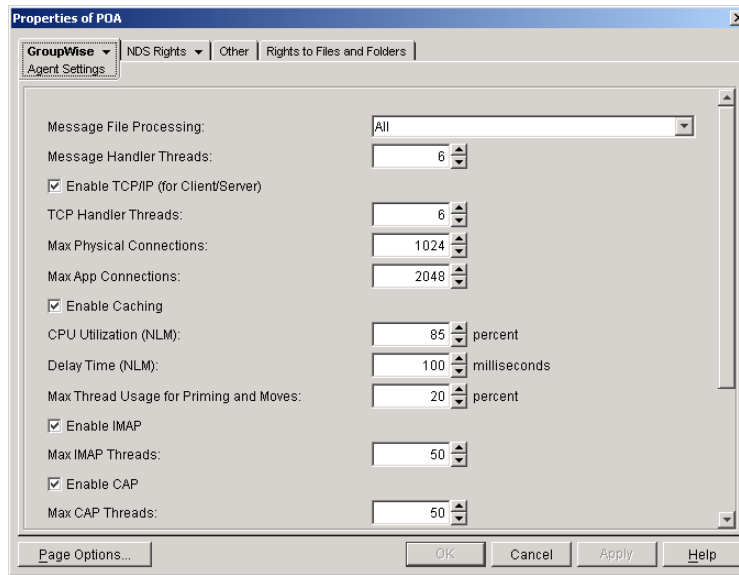 Properties of POA
GroupWise NDS Rights Other Rights to Files and Folders
Agent Settings
Message File Processing: All
Message Handler Threads: 6
Enable TCP/IP (for Client/Server)
TCP Handler Threads: 6
Max Physical Connections: 1024
Max App Connections: 2048
Enable Caching
CPU Utilization (NLM): 85 percent
Delay Time (NLM): 100 milliseconds
Max Thread Usage for Priming and Moves: 20 percent
Enable IMAP
Max IMAP Threads: 50
Enable CAP
Max CAP Threads: 50
Page Options... OK Cancel Apply Help